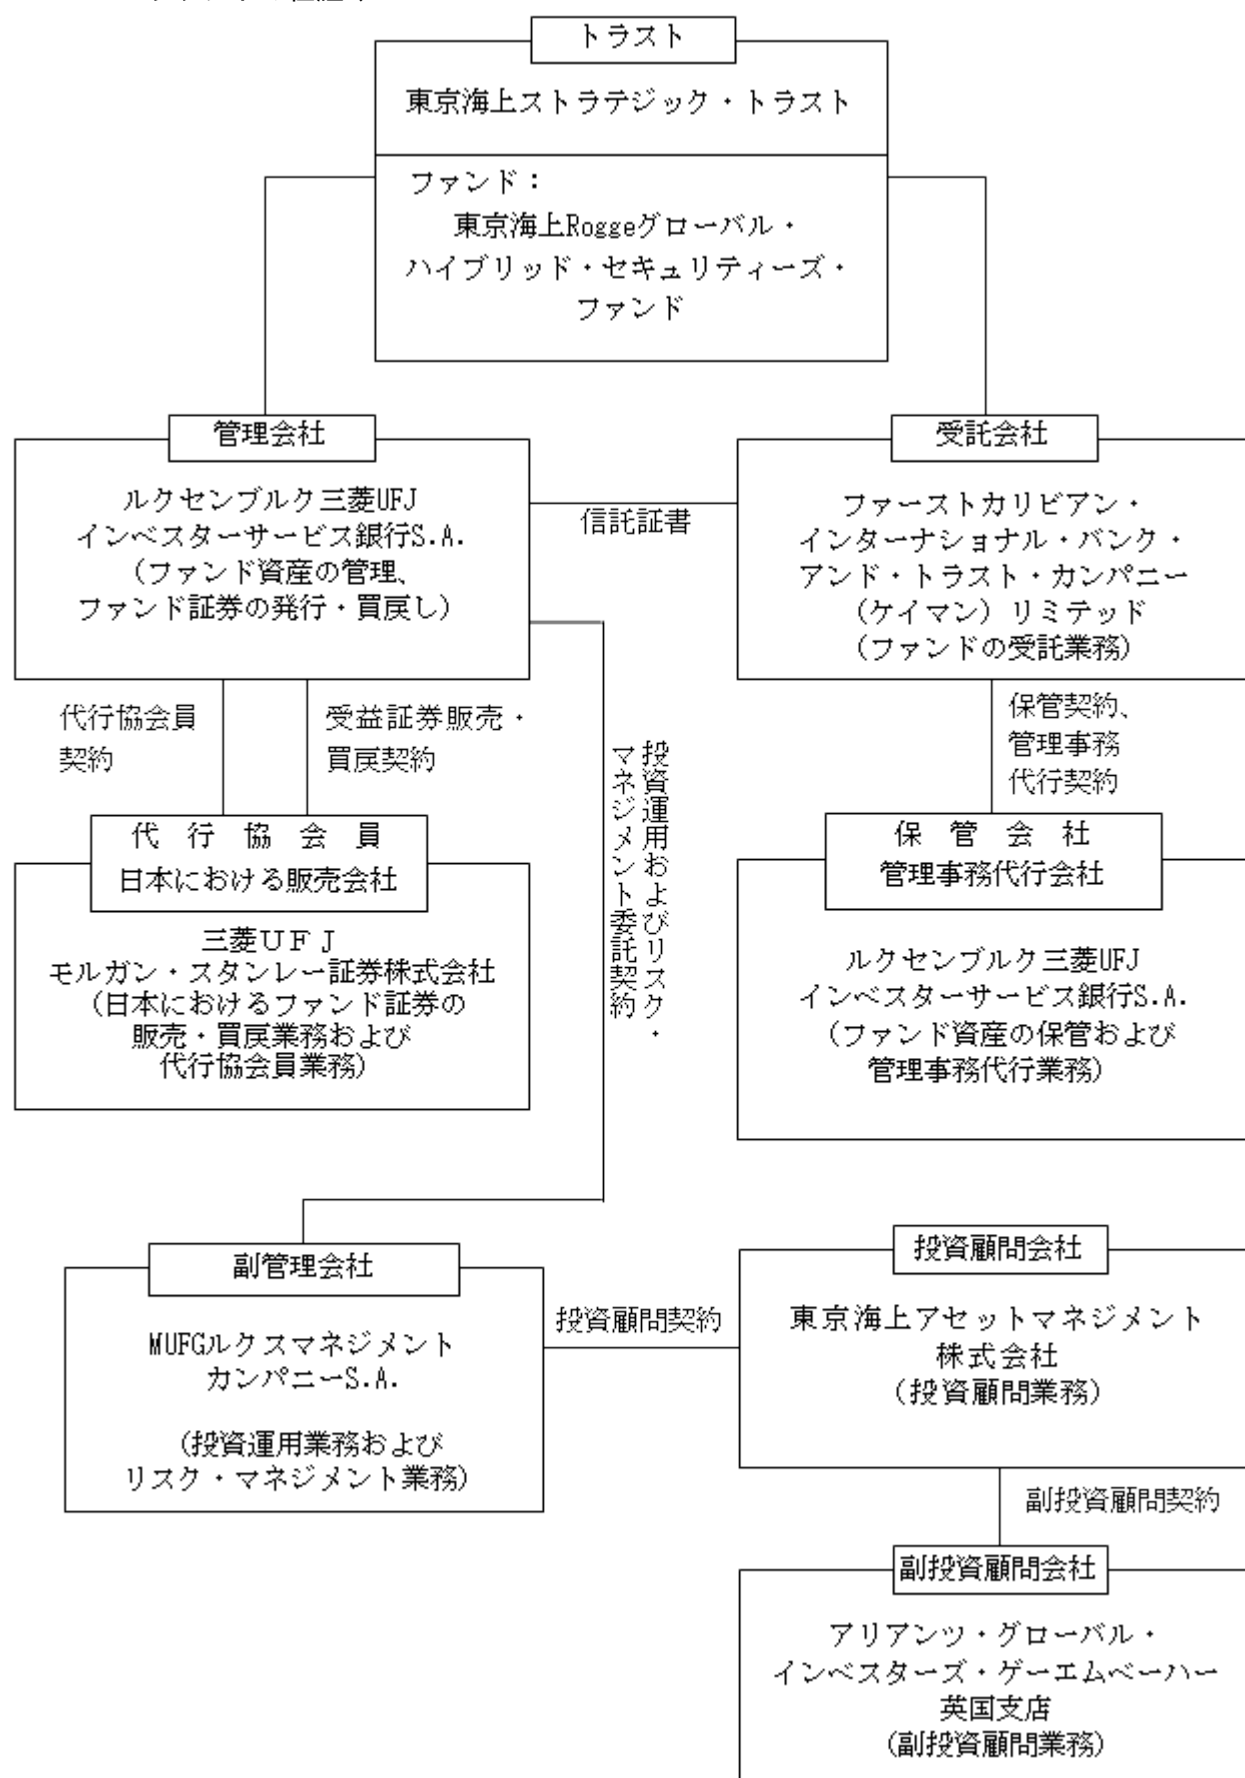 トラスト
東京海上ストラテジック・トラスト
ファンド：
東京海上Roggeグローバル・
ハイブリッド・セキュリティーズ・
ファンド
管理会社
ルクセンブルク三菱UFJ
インベスターサービス銀行S.A.
(ファンド資産の管理、
ファンド証券の発行・買戻し)
信託証書
受託会社
ファーストカリビアン・
インターナショナル・バンク・
アンド・トラスト・カンパニー
(ケイマン) リミテッド
(ファンドの受託業務)
代行協会員
契約
受益証券販売・
買戻契約
投資運用およびリスク・
マネジメント委託契約
保管契約、
管理事務
代行契約
代行協会員
日本における販売会社
三菱ＵＦＪ
モルガン・スタンレー証券株式会社
(日本におけるファンド証券の
販売・買戻業務および
代行協会員業務)
保管会社
管理事務代行会社
ルクセンブルク三菱UFJ
インベスターサービス銀行S.A.
(ファンド資産の保管および
管理事務代行業務)
副管理会社
MUFGルクスマネジメント
カンパニーS.A.
(投資運用業務および
リスク・マネジメント業務)
投資顧問契約
投資顧問会社
東京海上アセットマネジメント
株式会社
(投資顧問業務)
副投資顧問契約
副投資顧問会社
アリアンツ・グローバル・
インベスターズ・ゲーエムベーハー
英国支店
(副投資顧問業務)